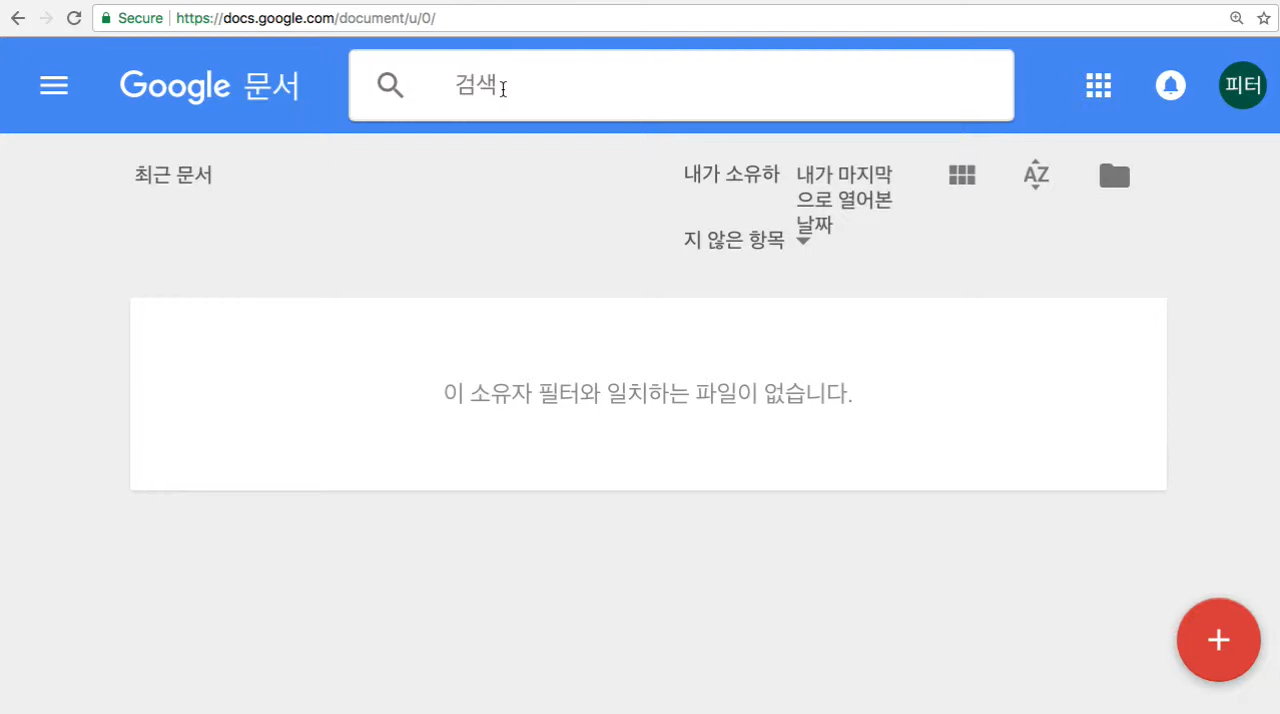 Secure https://docs.google.com/document/u/0/
Google 문서
검색
피터
최근 문서
내가 소유하
지 않은 항목
내가 마지막
으로 열어본
날짜
AZ
이 소유자 필터와 일치하는 파일이 없습니다.